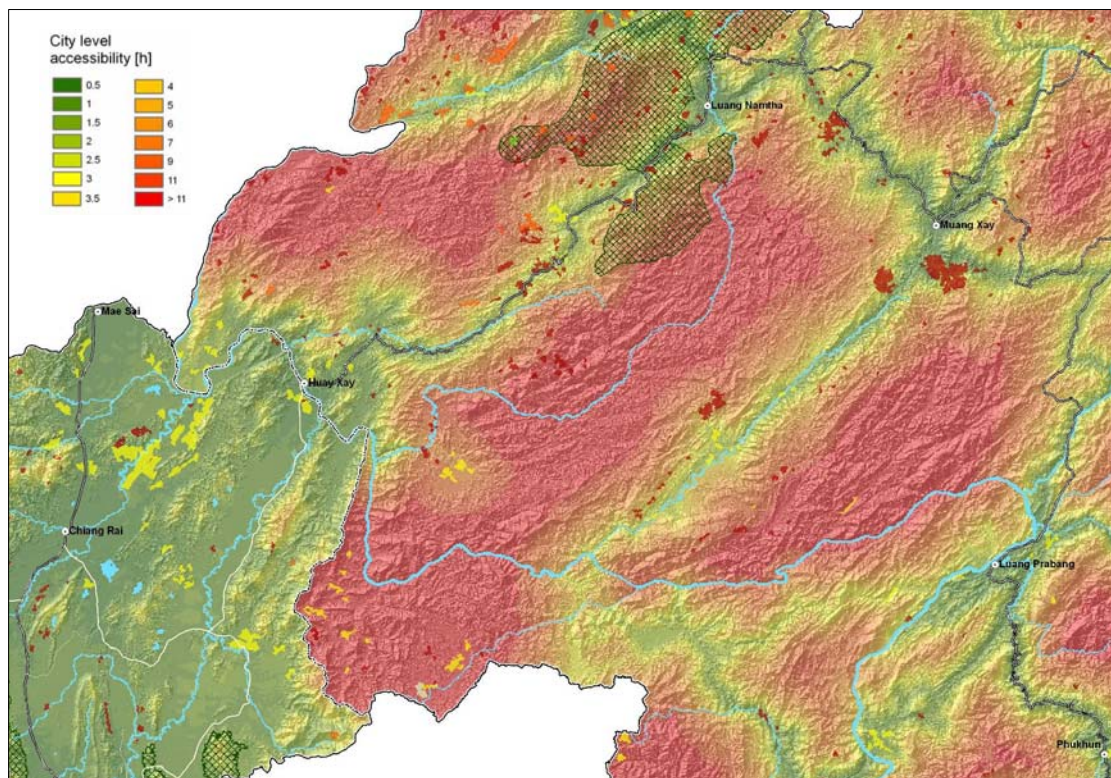 City level
accessibility [h]
0.5
4
1
5
1.5
6
2
7
2.5
9
3
11
3.5
> 11
Luang Namtha
Muang Xay
Mae Sai
Huay Xay
Chiang Rai
Luang Prabang
Phukhun